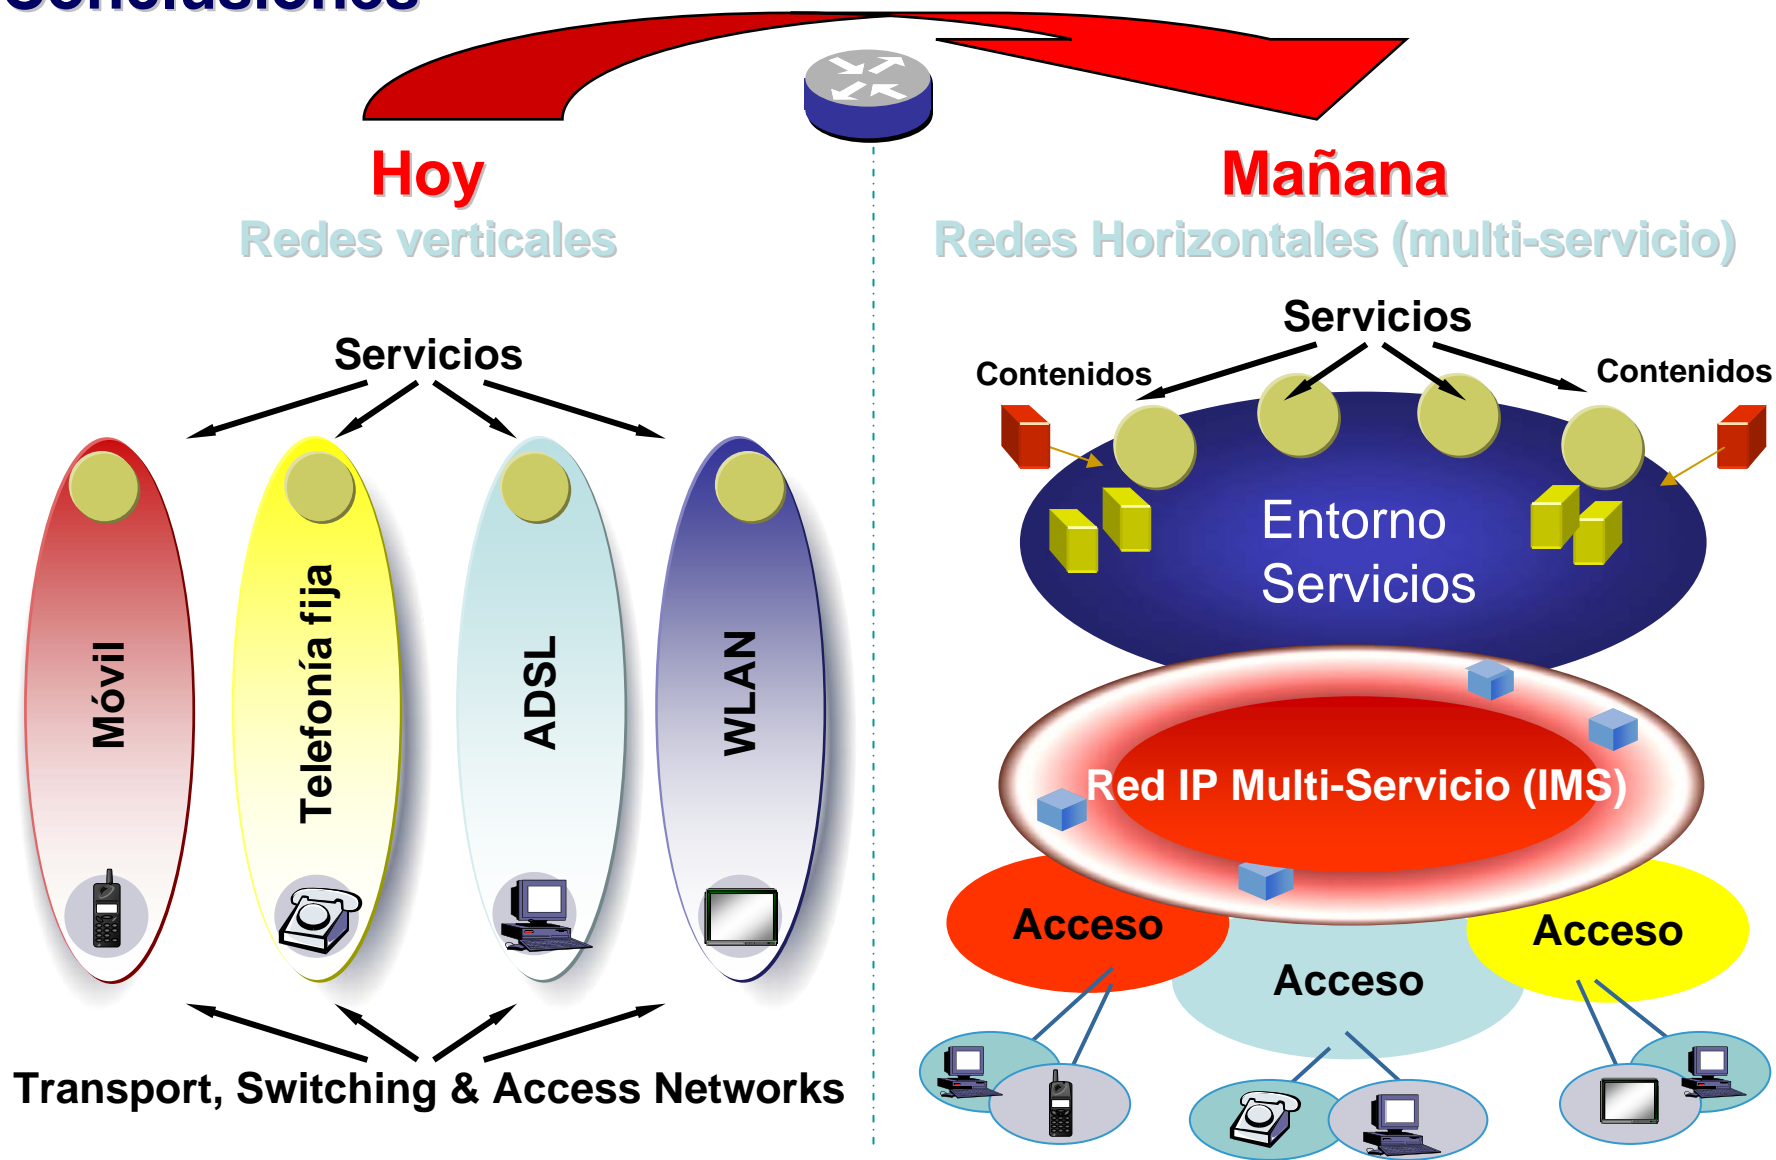 Conclusiones
Hoy
Redes verticales
Servicios
Móvil
Telefonía fija
ADSL
WLAN
Transport, Switching & Access Networks
Mañana
Redes Horizontales (multi-servicio)
Servicios
Contenidos
Contenidos
Entorno
Servicios
Red IP Multi-Servicio (IMS)
Acceso
Acceso
Acceso